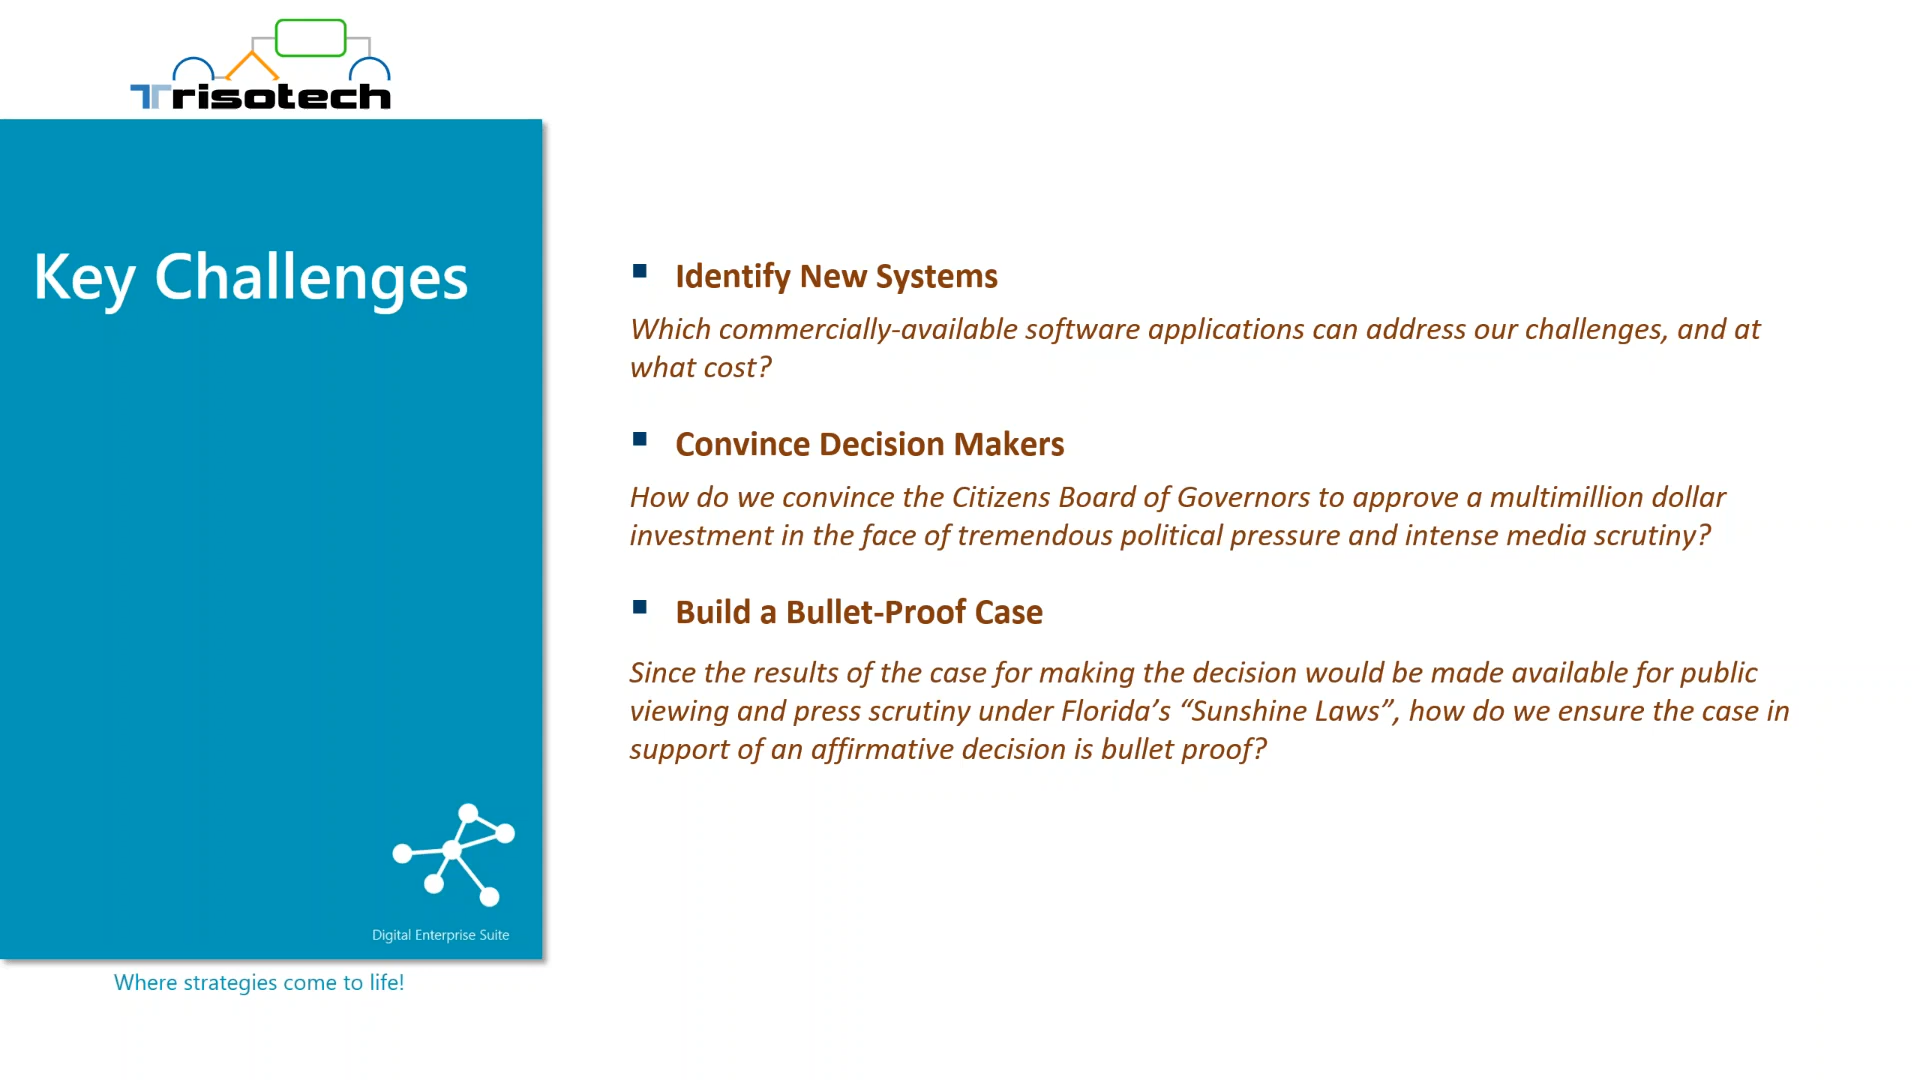 Trisotech
Key Challenges
Identify New Systems
Which commercially-available software applications can address our challenges, and at
what cost?
Convince Decision Makers
How do we convince the Citizens Board of Governors to approve a multimillion dollar
investment in the face of tremendous political pressure and intense media scrutiny?
Build a Bullet-Proof Case
Since the results of the case for making the decision would be made available for public
viewing and press scrutiny under Florida’s “Sunshine Laws”, how do we ensure the case in
support of an affirmative decision is bullet proof?
Digital Enterprise Suite
Where strategies come to life!